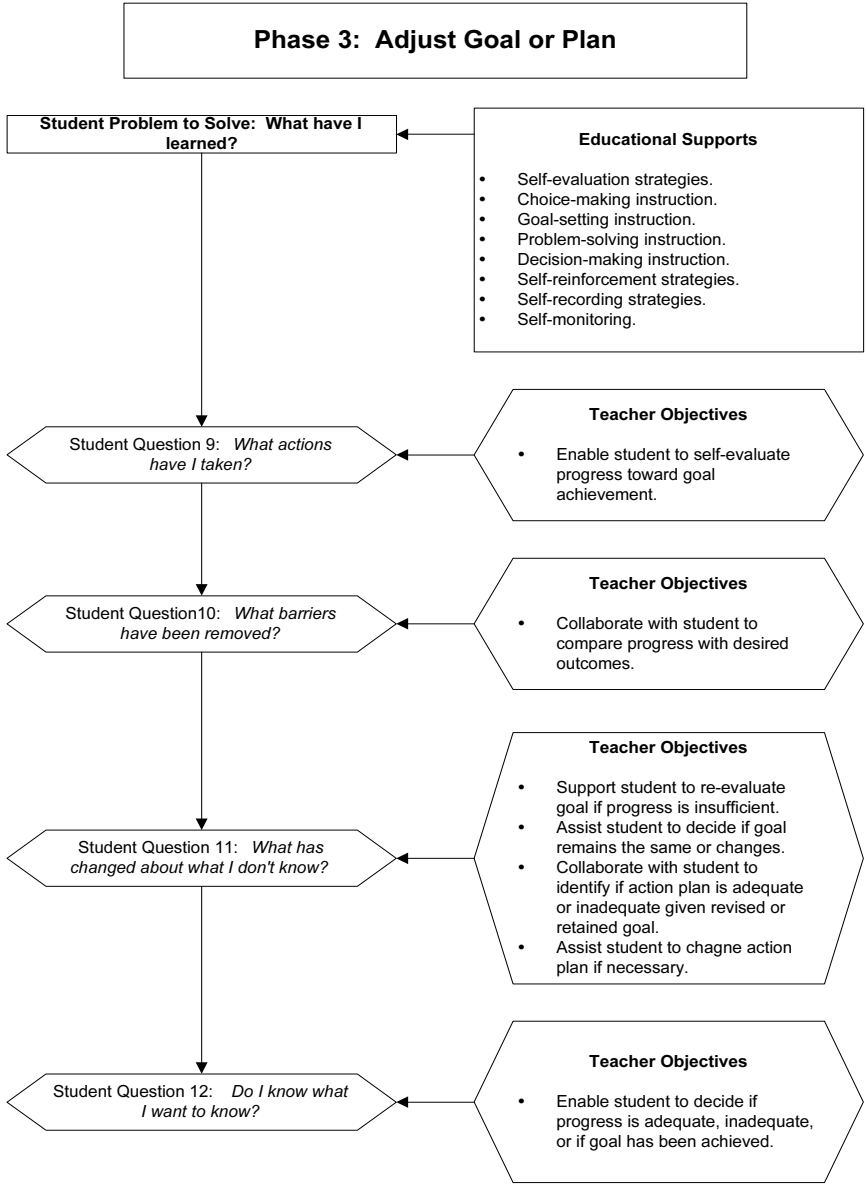 Phase 3: Adjust Goal or Plan
Student Problem to Solve: What have I
learned?
Educational Supports
• Self-evaluation strategies.
• Choice-making instruction.
• Goal-setting instruction.
• Problem-solving instruction.
• Decision-making instruction.
• Self-reinforcement strategies.
• Self-recording strategies.
• Self-monitoring.
Student Question 9: What actions
have I taken?
Teacher Objectives
• Enable student to self-evaluate
progress toward goal
achievement.
Student Question10: What barriers
have been removed?
Teacher Objectives
• Collaborate with student to
compare progress with desired
outcomes.
Student Question 11: What has
changed about what I don't know?
Teacher Objectives
• Support student to re-evaluate
goal if progress is insufficient.
• Assist student to decide if goal
remains the same or changes.
• Collaborate with student to
identify if action plan is adequate
or inadequate given revised or
retained goal.
• Assist student to chagne action
plan if necessary.
Student Question 12: Do I know what
I want to know?
Teacher Objectives
• Enable student to decide if
progress is adequate, inadequate,
or if goal has been achieved.